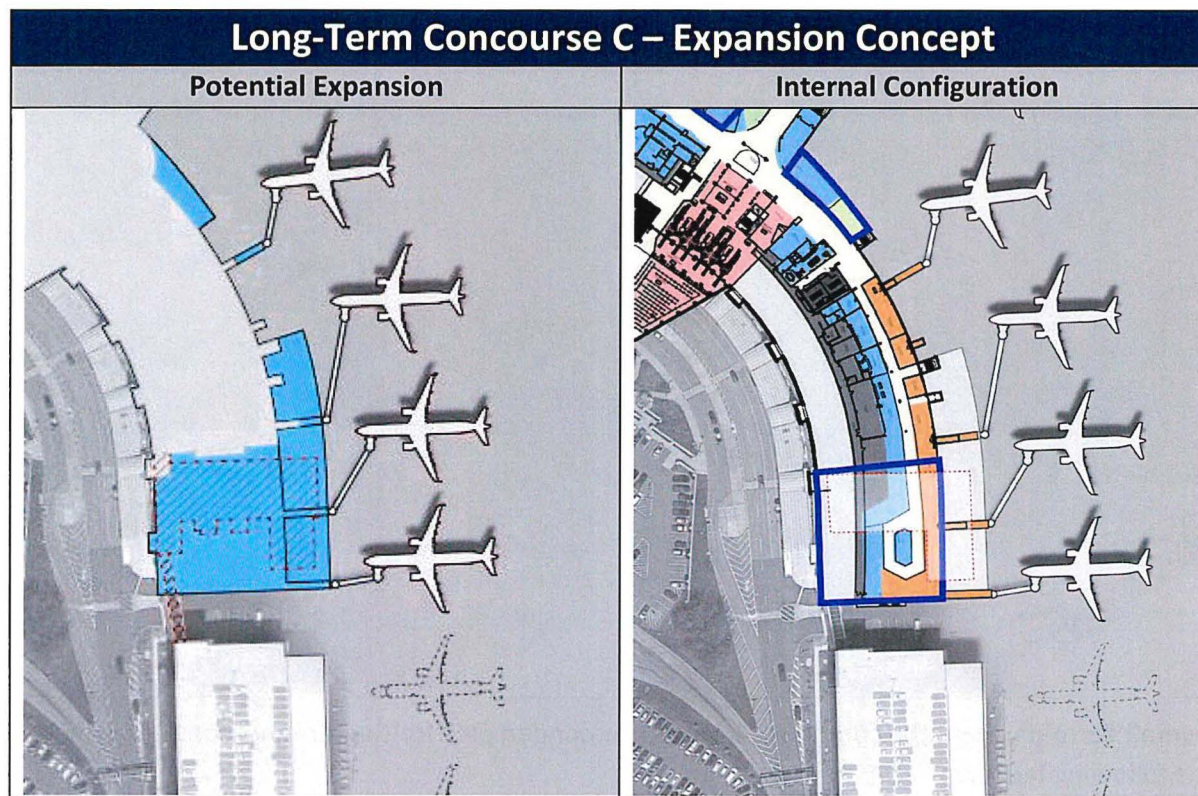 Long-Term Concourse C – Expansion Concept
Potential Expansion
Internal Configuration